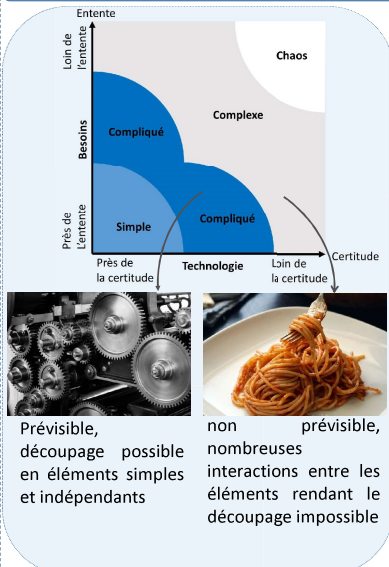 Entente
Loin de
l'entente
Besoins
Près de
L'entente
Chaos
Complexe
Compliqué
Simple
Compliqué
Près de
la certitude
Technologie
Loin de
la certitude
Certitude
Prévisible,
découpage possible
en éléments simples
et indépendants
non prévisible,
nombreuses
interactions entre les
éléments rendant le
découpage impossible